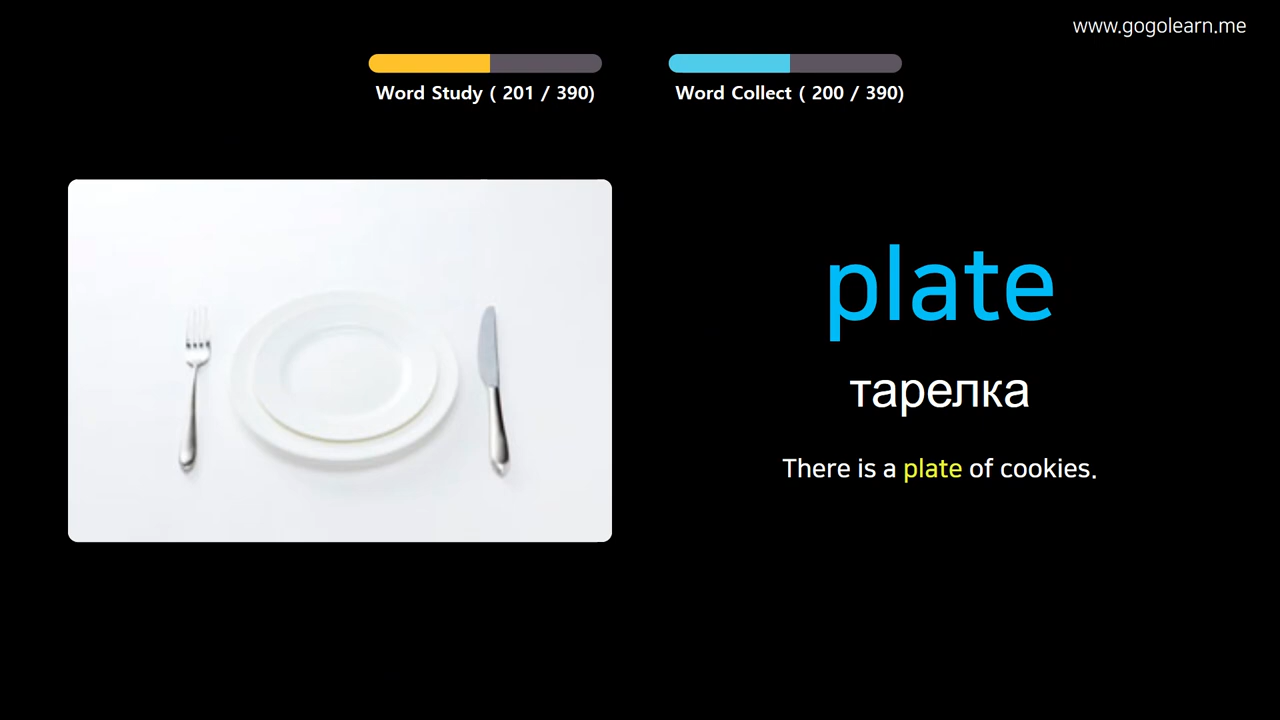 www.gogolearn.me
Word Study ( 201 / 390)
Word Collect ( 200 / 390)
plate
тарелка
There is a plate of cookies.